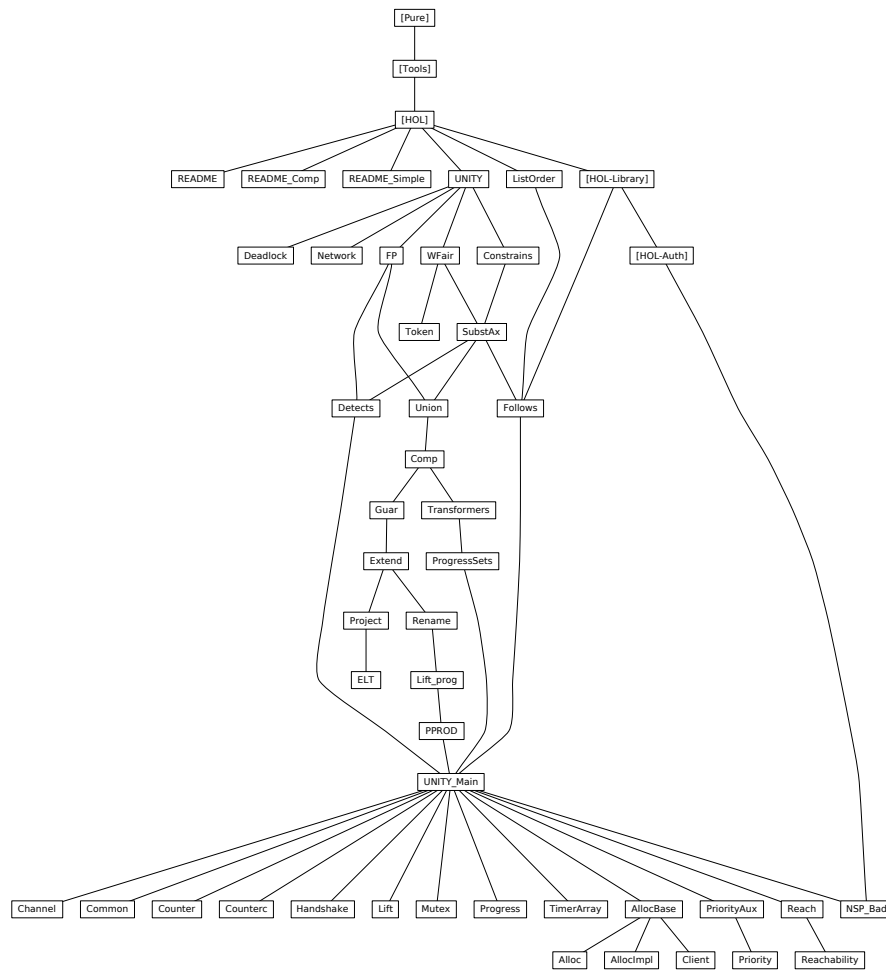 [Pure]
[Tools]
[HOL]
README
README_Comp
README_Simple
UNITY
ListOrder
[HOL-Library]
Deadlock
Network
FP
WFair
Constrains
[HOL-Auth]
Token
SubstAx
Detects
Union
Follows
Comp
Guar
Transformers
Extend
ProgressSets
Project
Rename
ELT
Lift_prog
PPROD
UNITY_Main
Channel
Common
Counter
Counterc
Handshake
Lift
Mutex
Progress
TimerArray
AllocBase
PriorityAux
Reach
NSP_Bad
Alloc
AllocImpl
Client
Priority
Reachability